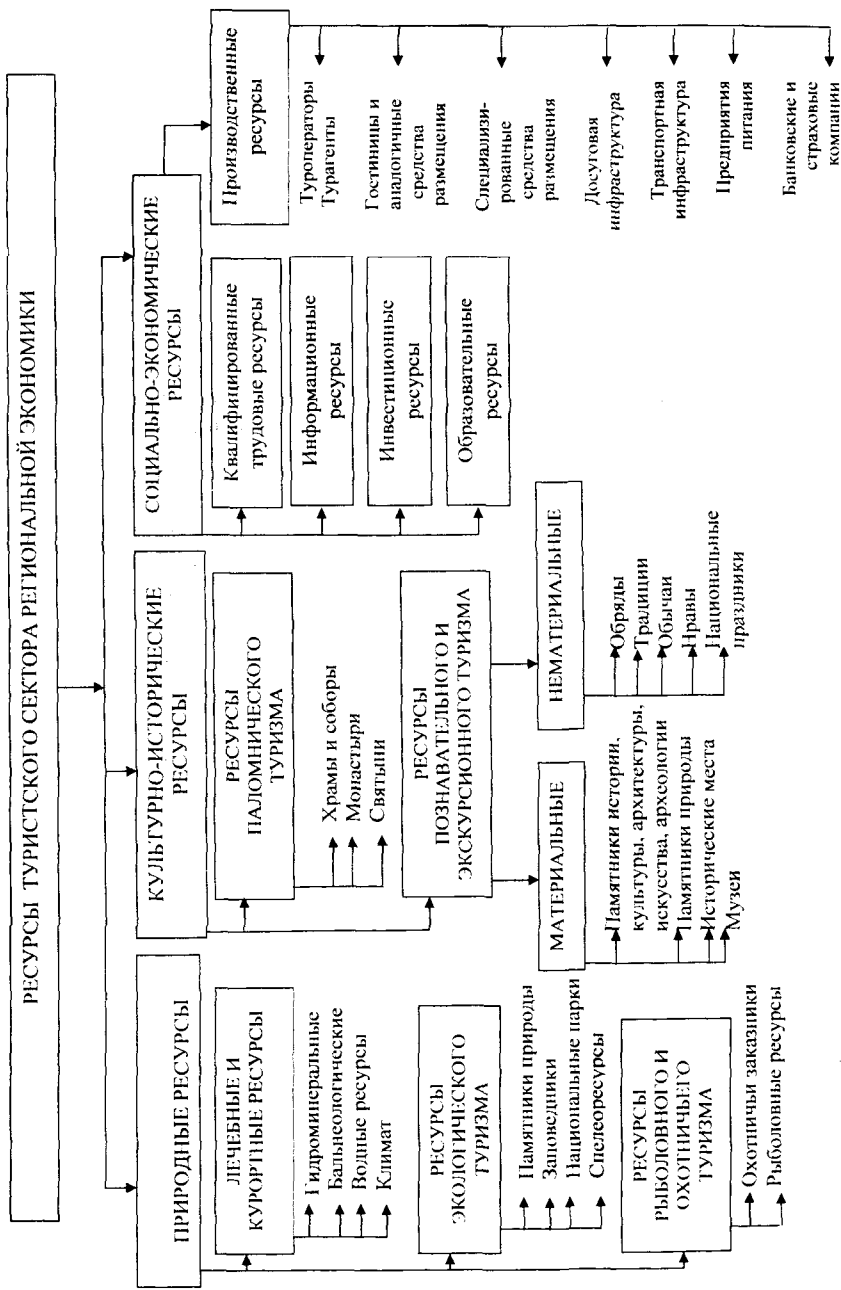 РЕСУРСЫ ТУРИСТСКОГО СЕКТОРА РЕГИОНАЛЬНОЙ ЭКОНОМИКИ
ПРИРОДНЫЕ РЕСУРСЫ
ЛЕЧЕБНЫЕ И
КУРОРТНЫЕ РЕСУРСЫ
Гидроминеральные
Бальнеологические
Водные ресурсы
Климат
РЕСУРСЫ
ЭКОЛОГИЧЕСКОГО
ТУРИЗМА
Памятники природы
Заповедники
Национальные парки
Спелеоресурсы
РЕСУРСЫ
РЫБОЛОВНОГО И
ОХОТНИЧЬЕГО
ТУРИЗМА
Охотничьи заказники
Рыболовные ресурсы
КУЛЬТУРНО-ИСТОРИЧЕСКИЕ
РЕСУРСЫ
РЕСУРСЫ
ПАЛОМНИЧЕСКОГО
ТУРИЗМА
Храмы и соборы
Монастыри
Святыни
РЕСУРСЫ
ПОЗНАВАТЕЛЬНОГО И
ЭКСКУРСИОННОГО ТУРИЗМА
МАТЕРИАЛЬНЫЕ
Памятники истории,
культуры, архитектуры,
искусства, археологии
Памятники природы
Исторические места
Музеи
НЕМАТЕРИАЛЬНЫЕ
Обряды
Традиции
Обычаи
Нравы
Национальные
праздники
СОЦИАЛЬНО-ЭКОНОМИЧЕСКИЕ
РЕСУРСЫ
Квалифицированные
трудовые ресурсы
Информационные
ресурсы
Инвестиционные
ресурсы
Образовательные
ресурсы
Производственные
ресурсы
Туроператоры
Турагенты
Гостиницы и
аналогичные
средства
размещения
Специализи-
рованные
средства
размещения
Досуговая
инфраструктура
Транспортная
инфраструктура
Предприятия
питания
Банковские и
страховые
компании